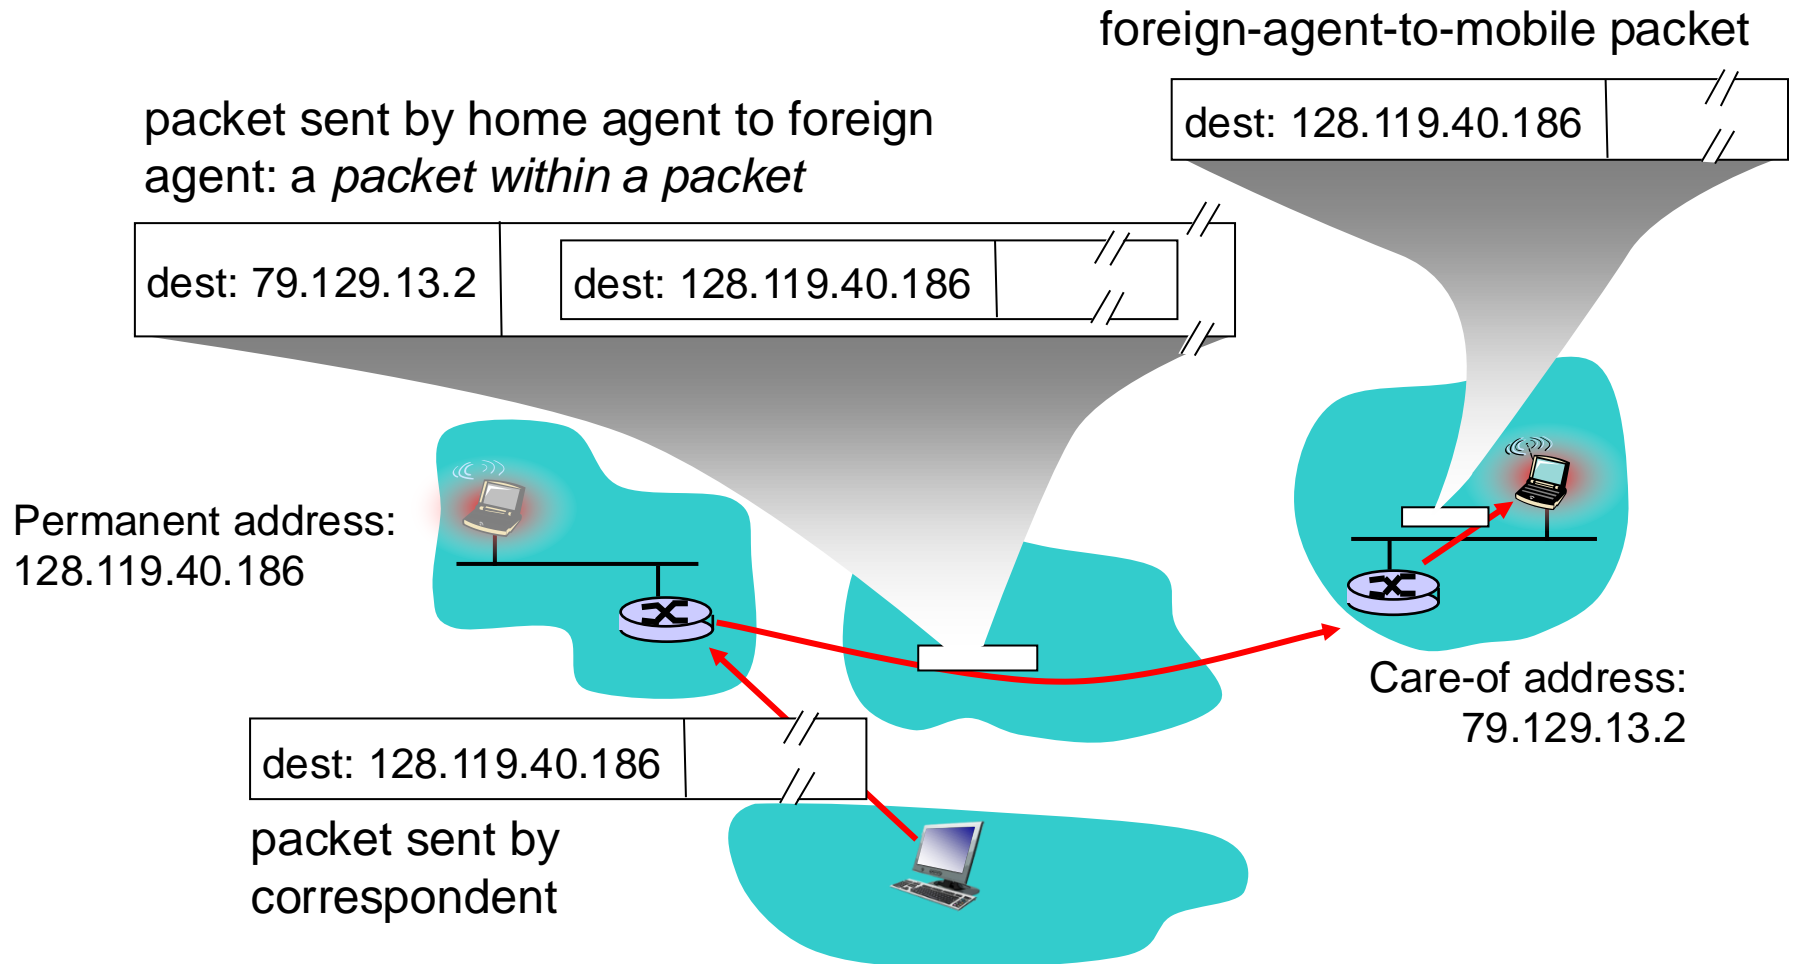 foreign-agent-to-mobile packet
dest: 128.119.40.186
packet sent by home agent to foreign
agent: a packet within a packet
dest: 79.129.13.2
dest: 128.119.40.186
Permanent address:
128.119.40.186
Care-of address:
79.129.13.2
dest: 128.119.40.186
packet sent by
correspondent